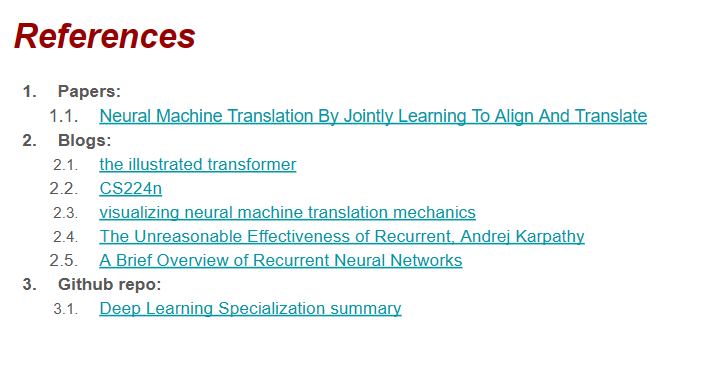 References
1. Papers:
1.1. Neural Machine Translation By Jointly Learning To Align And Translate
2. Blogs:
2.1. the illustrated transformer
2.2. CS224n
2.3. visualizing neural machine translation mechanics
2.4. The Unreasonable Effectiveness of Recurrent, Andrej Karpathy
2.5. A Brief Overview of Recurrent Neural Networks
3. Github repo:
3.1. Deep Learning Specialization summary